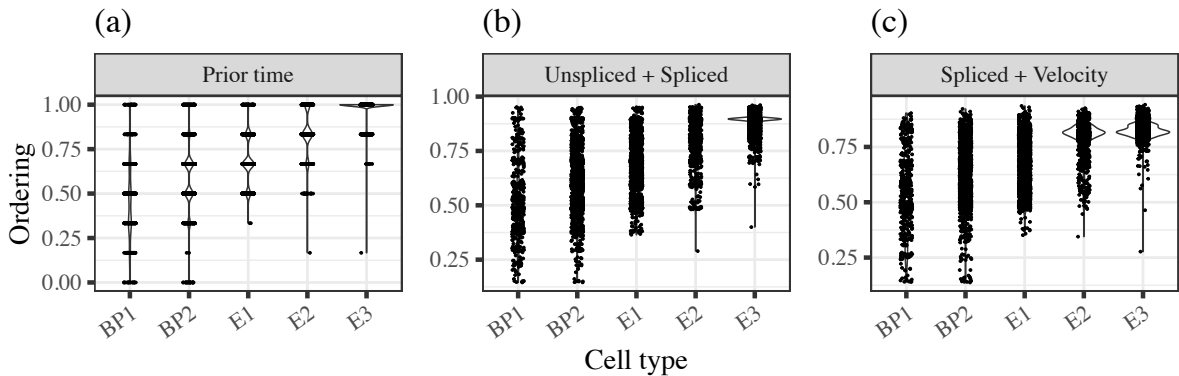 (a)
(b)
(c)
Prior time
Unspliced + Spliced
Spliced + Velocity
Ordering
1.00
0.75
0.50
0.25
0.00
1.00
0.75
0.50
0.25
0.75
0.50
0.25
BP1
BP2
E1
E2
E3
BP1
BP2
E1
E2
E3
BP1
BP2
E1
E2
E3
Cell type